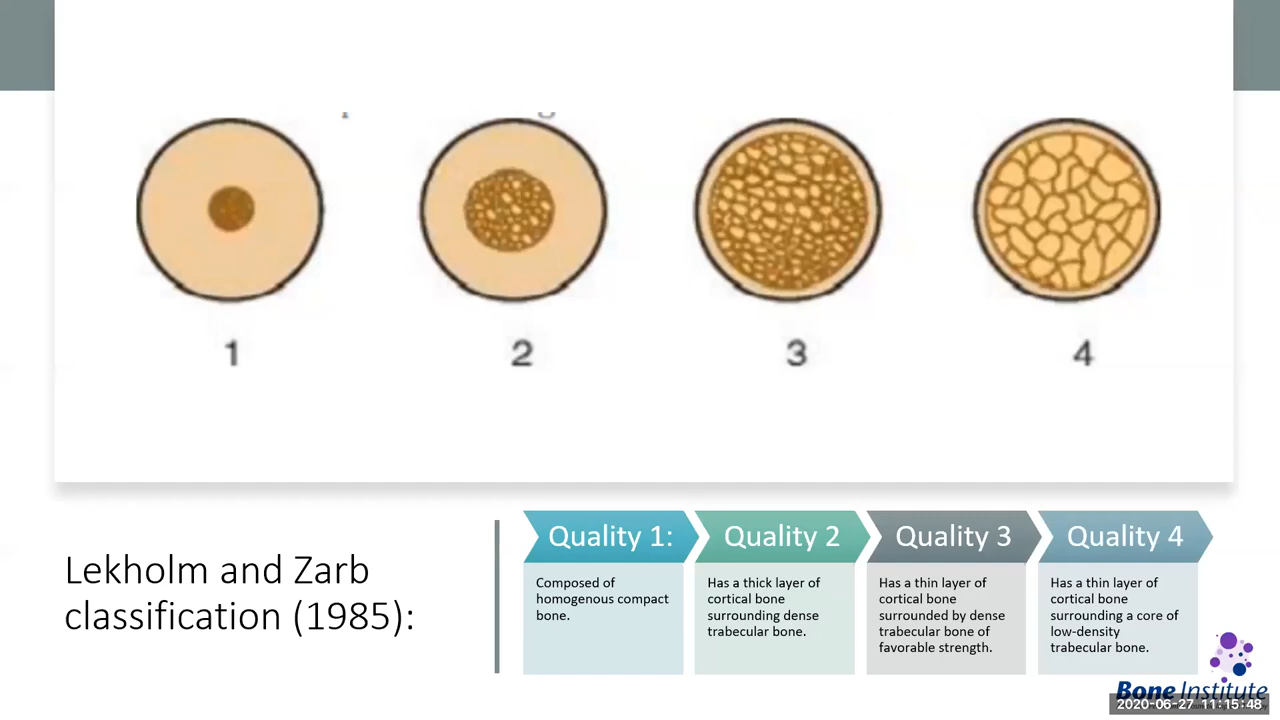 1
2
3
4
Lekholm and Zarb
classification (1985):
Quality 1:
Composed of
homogenous compact
bone.
Quality 2
Has a thick layer of
cortical bone
surrounding dense
trabecular bone.
Quality 3
Has a thin layer of
cortical bone
surrounded by dense
trabecular bone of
favorable strength.
Quality 4
Has a thin layer of
cortical bone
surrounding a core of
low-density
trabecular bone.
Bone Institute
2020-06-27 11:15:48